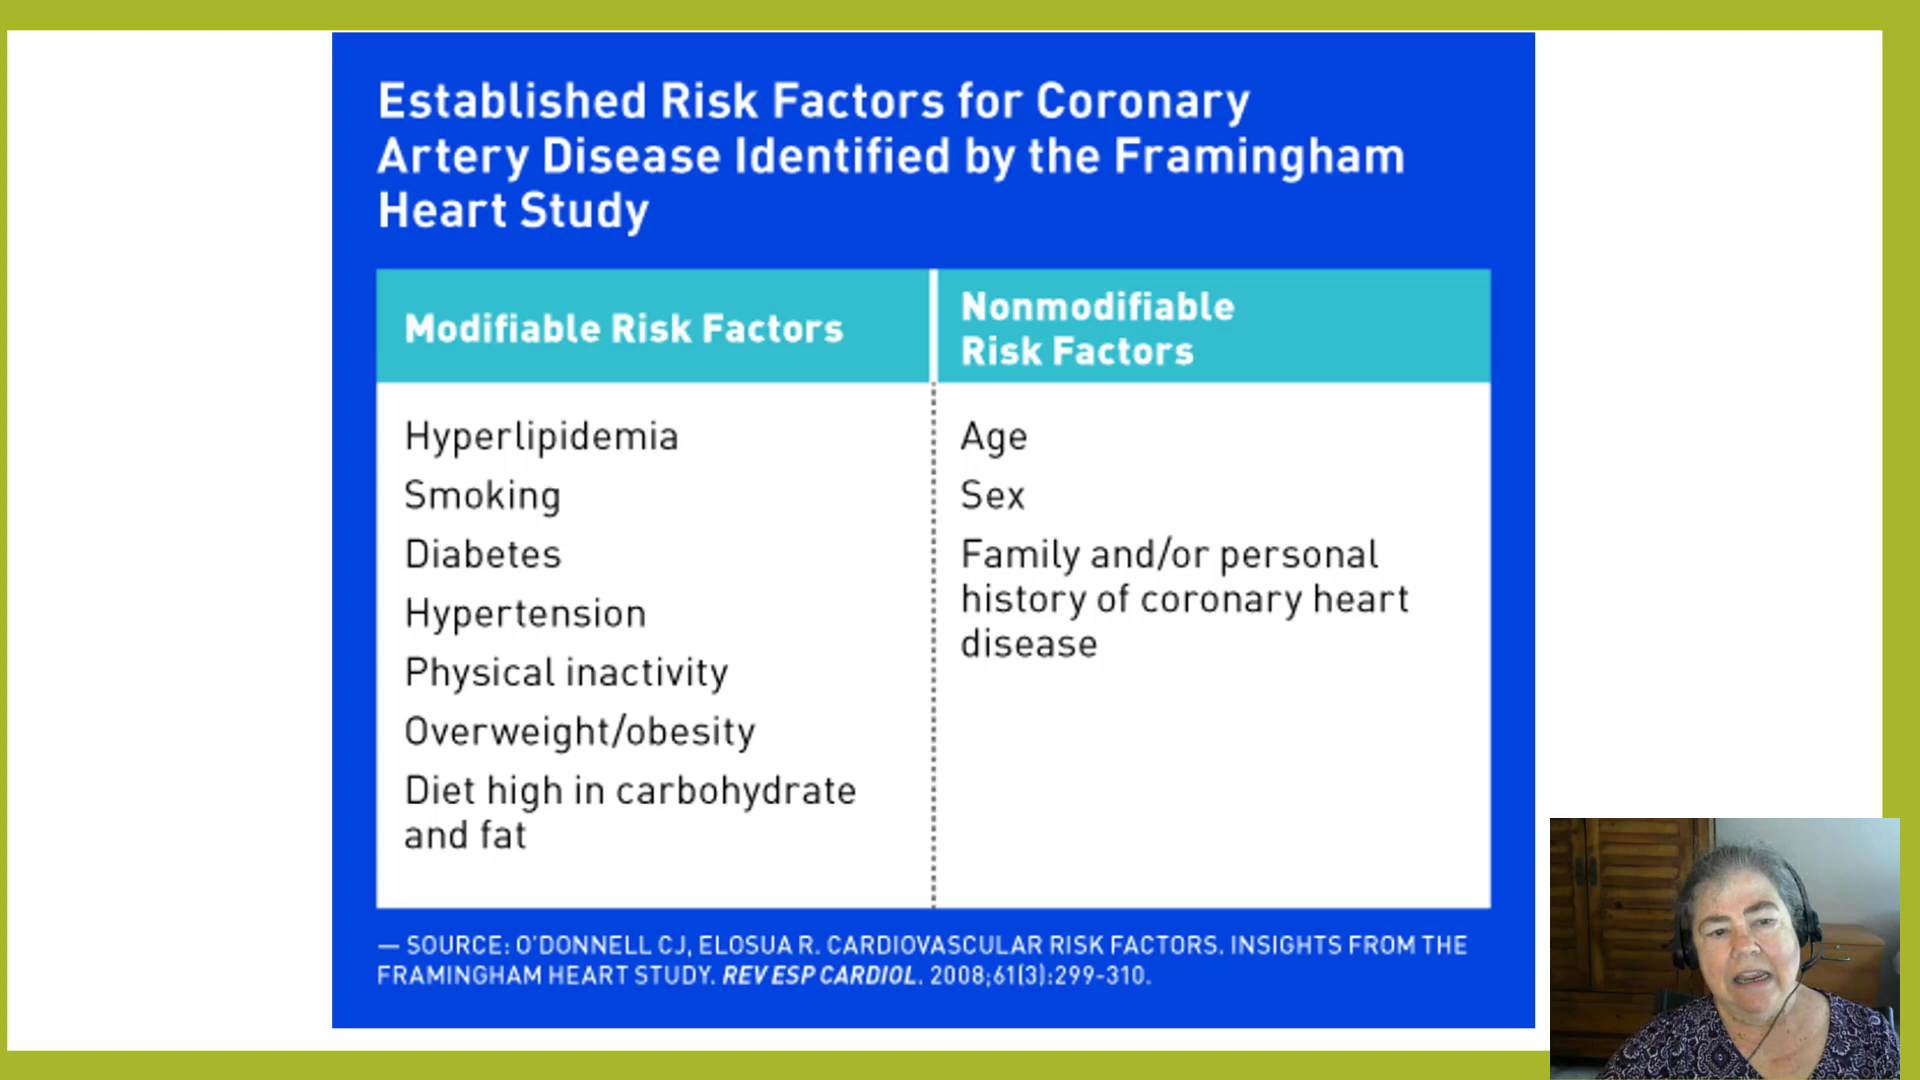 Established Risk Factors for Coronary
Artery Disease Identified by the Framingham
Heart Study
Modifiable Risk Factors
Nonmodifiable
Risk Factors
Hyperlipidemia
Smoking
Diabetes
Hypertension
Physical inactivity
Overweight/obesity
Diet high in carbohydrate
and fat
Age
Sex
Family and/or personal
history of coronary heart
disease
— SOURCE: O'DONNELL CJ, ELOSUA R. CARDIOVASCULAR RISK FACTORS. INSIGHTS FROM THE
FRAMINGHAM HEART STUDY. REV ESP CARDIOL. 2008;61(3):299-310.